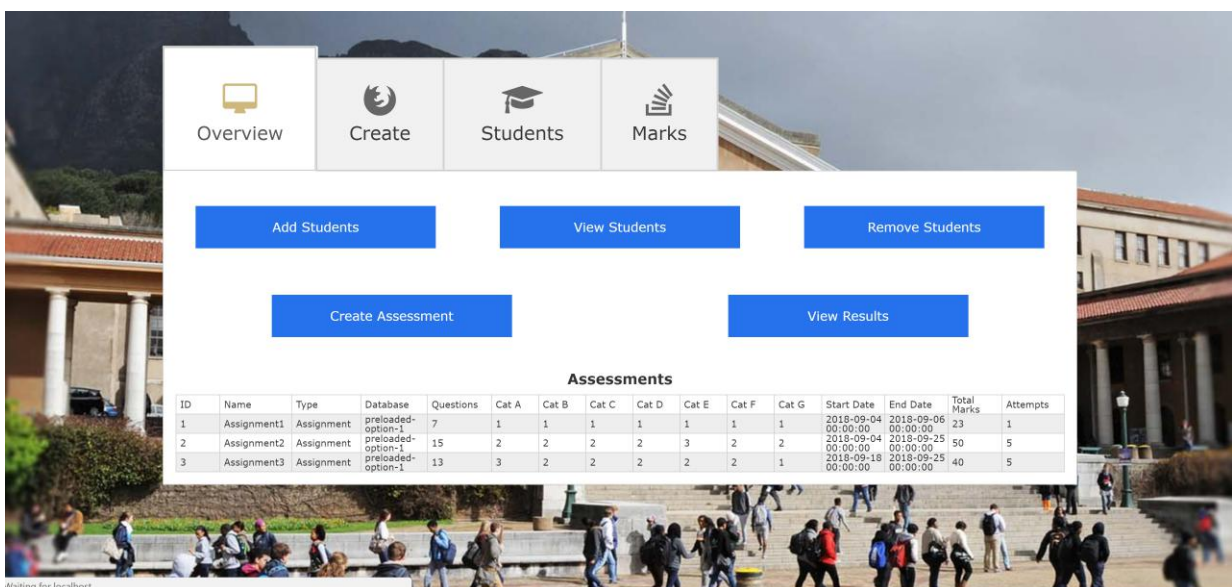 Overview Create Students Marks
Add Students View Students Remove Students
Create Assessment View Results
Assessments
ID Name Type Database Questions Cat A Cat B Cat C Cat D Cat E Cat F Cat G Start Date End Date Total Marks Attempts
1 Assignment1 Assignment preloaded-option-1 7 1 1 1 1 1 1 1 2018-09-04 00:00:00 2018-09-06 00:00:00 23 1
2 Assignment2 Assignment preloaded-option-1 15 2 2 2 2 3 2 2 2018-09-04 00:00:00 2018-09-25 00:00:00 50 5
3 Assignment3 Assignment preloaded-option-1 13 3 2 2 2 2 2 1 2018-09-18 00:00:00 2018-09-25 00:00:00 40 5
Waiting for localhost